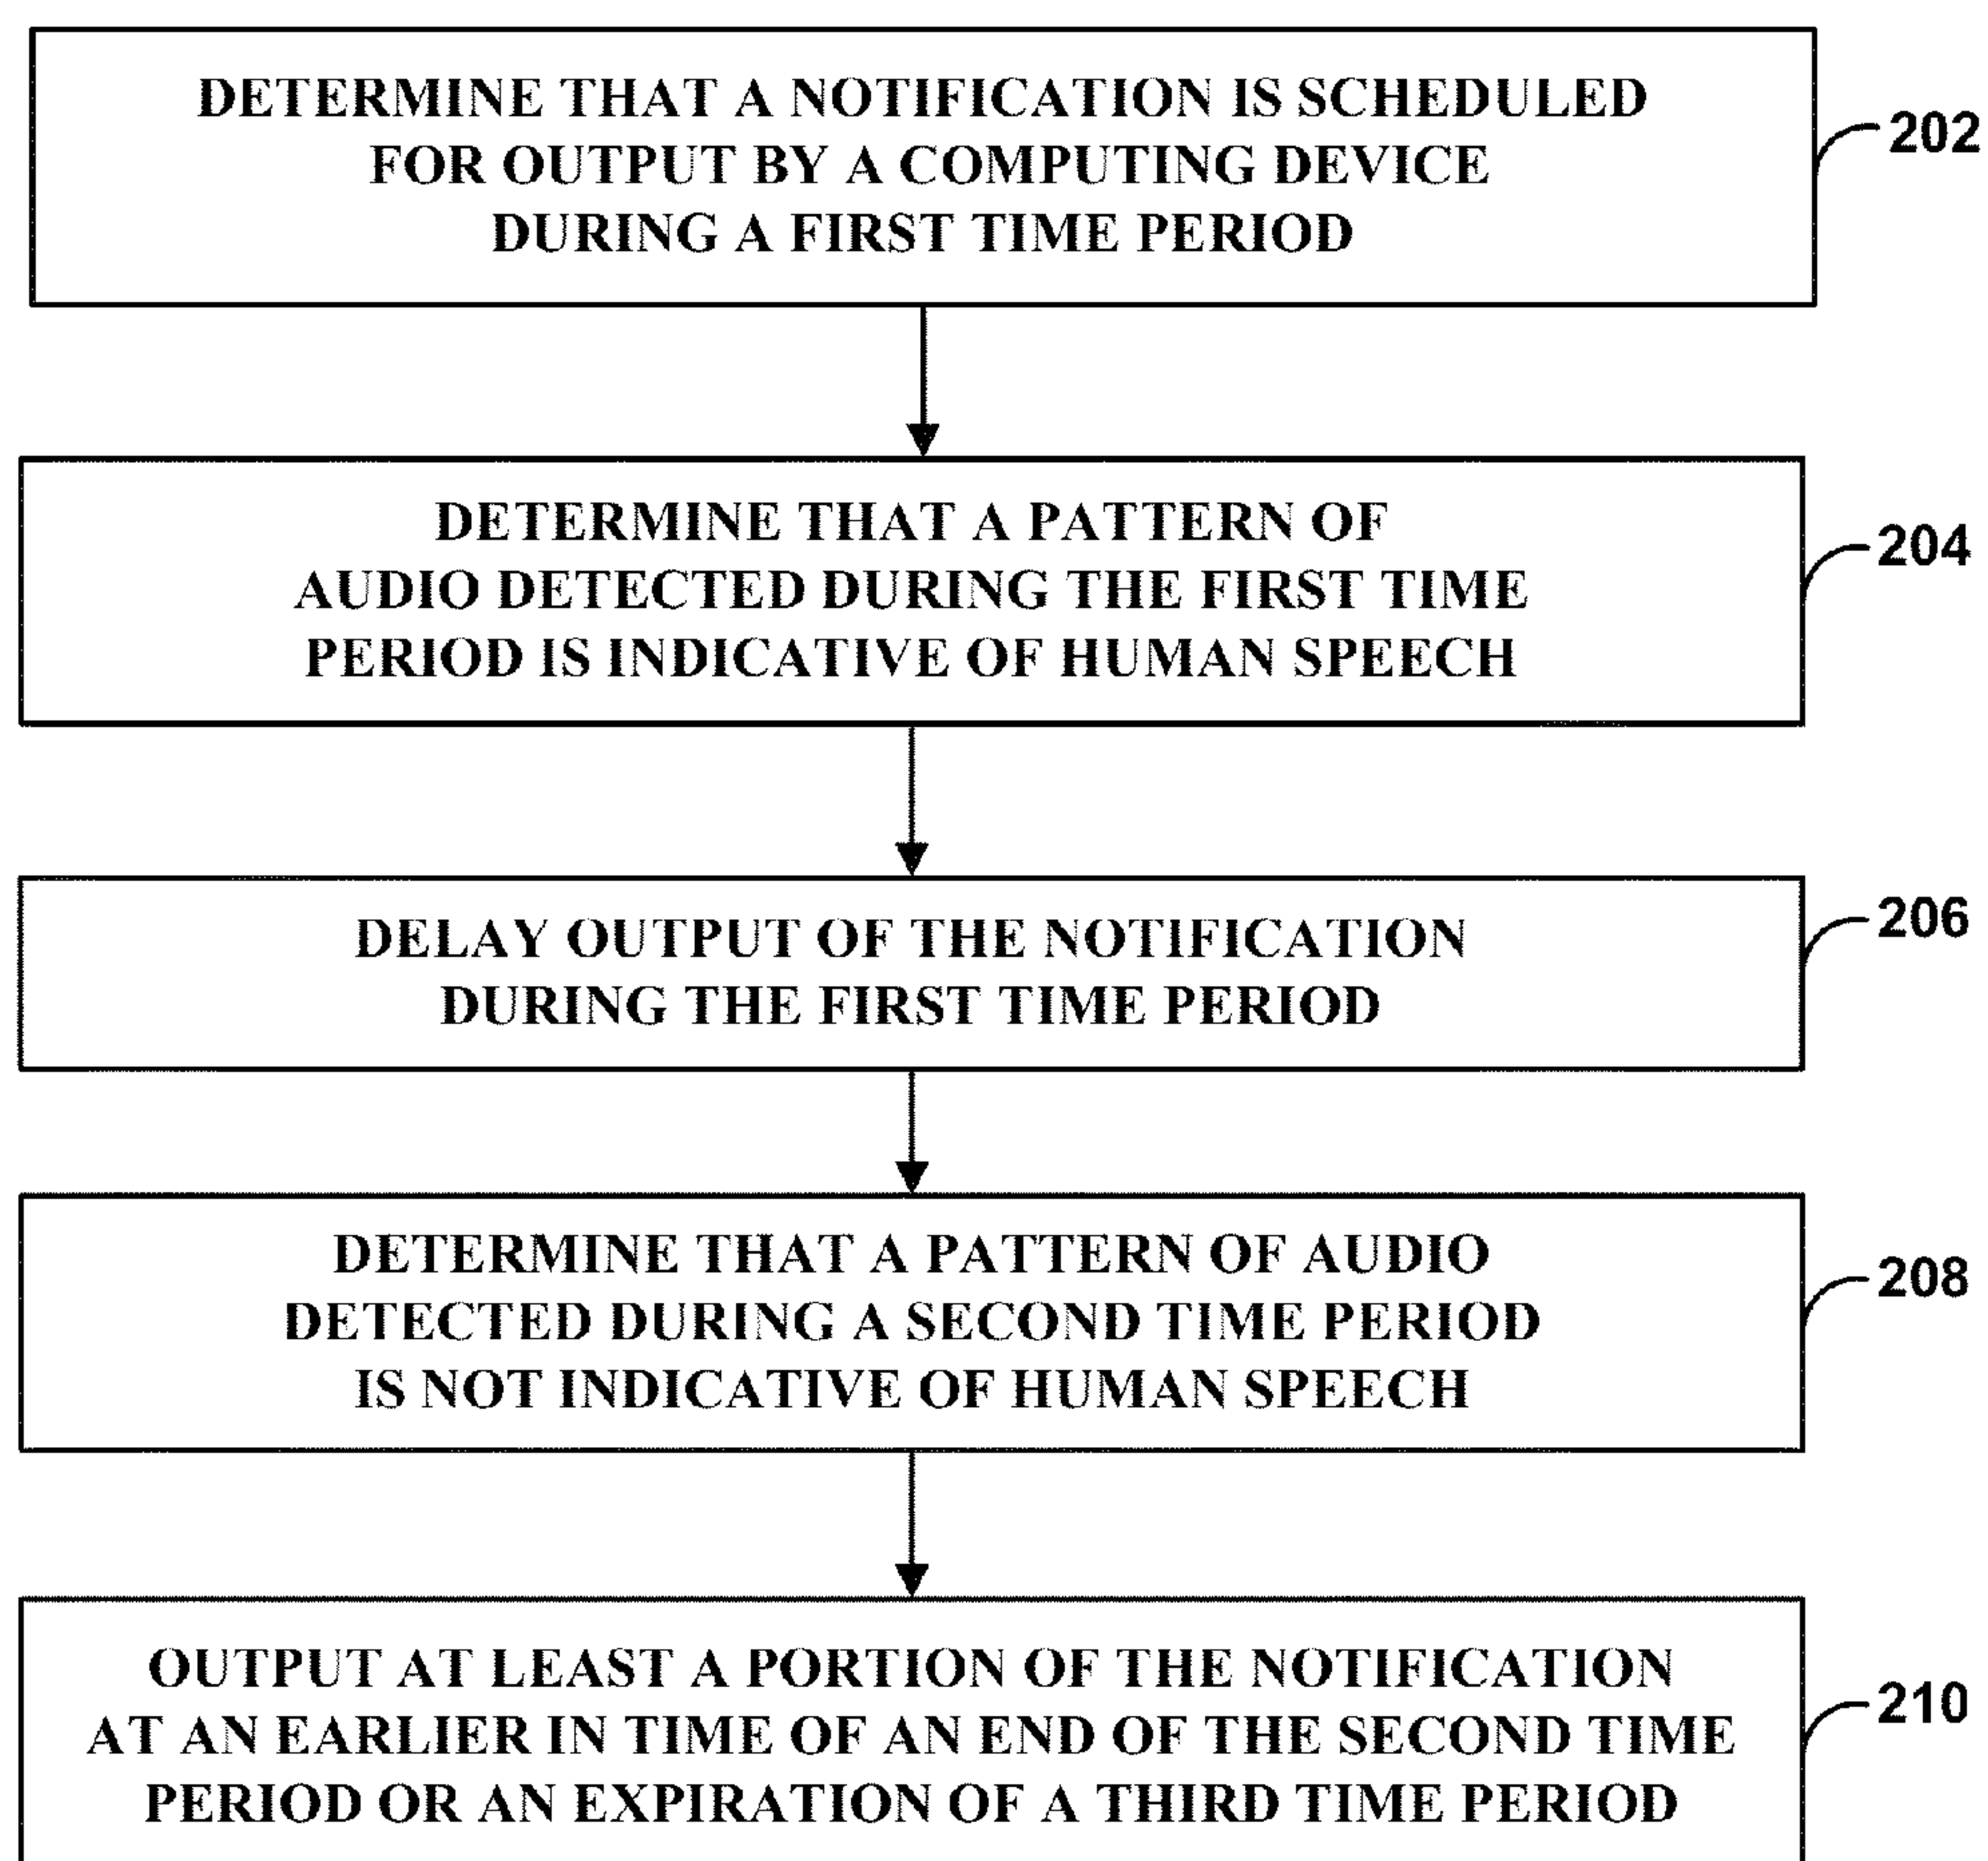 DETERMINE THAT A NOTIFICATION IS SCHEDULED
FOR OUTPUT BY A COMPUTING DEVICE
DURING A FIRST TIME PERIOD
202
DETERMINE THAT A PATTERN OF
AUDIO DETECTED DURING THE FIRST TIME
PERIOD IS INDICATIVE OF HUMAN SPEECH
204
DELAY OUTPUT OF THE NOTIFICATION
DURING THE FIRST TIME PERIOD
206
DETERMINE THAT A PATTERN OF AUDIO
DETECTED DURING A SECOND TIME PERIOD
IS NOT INDICATIVE OF HUMAN SPEECH
208
OUTPUT AT LEAST A PORTION OF THE NOTIFICATION
AT AN EARLIER IN TIME OF AN END OF THE SECOND TIME
PERIOD OR AN EXPIRATION OF A THIRD TIME PERIOD
210